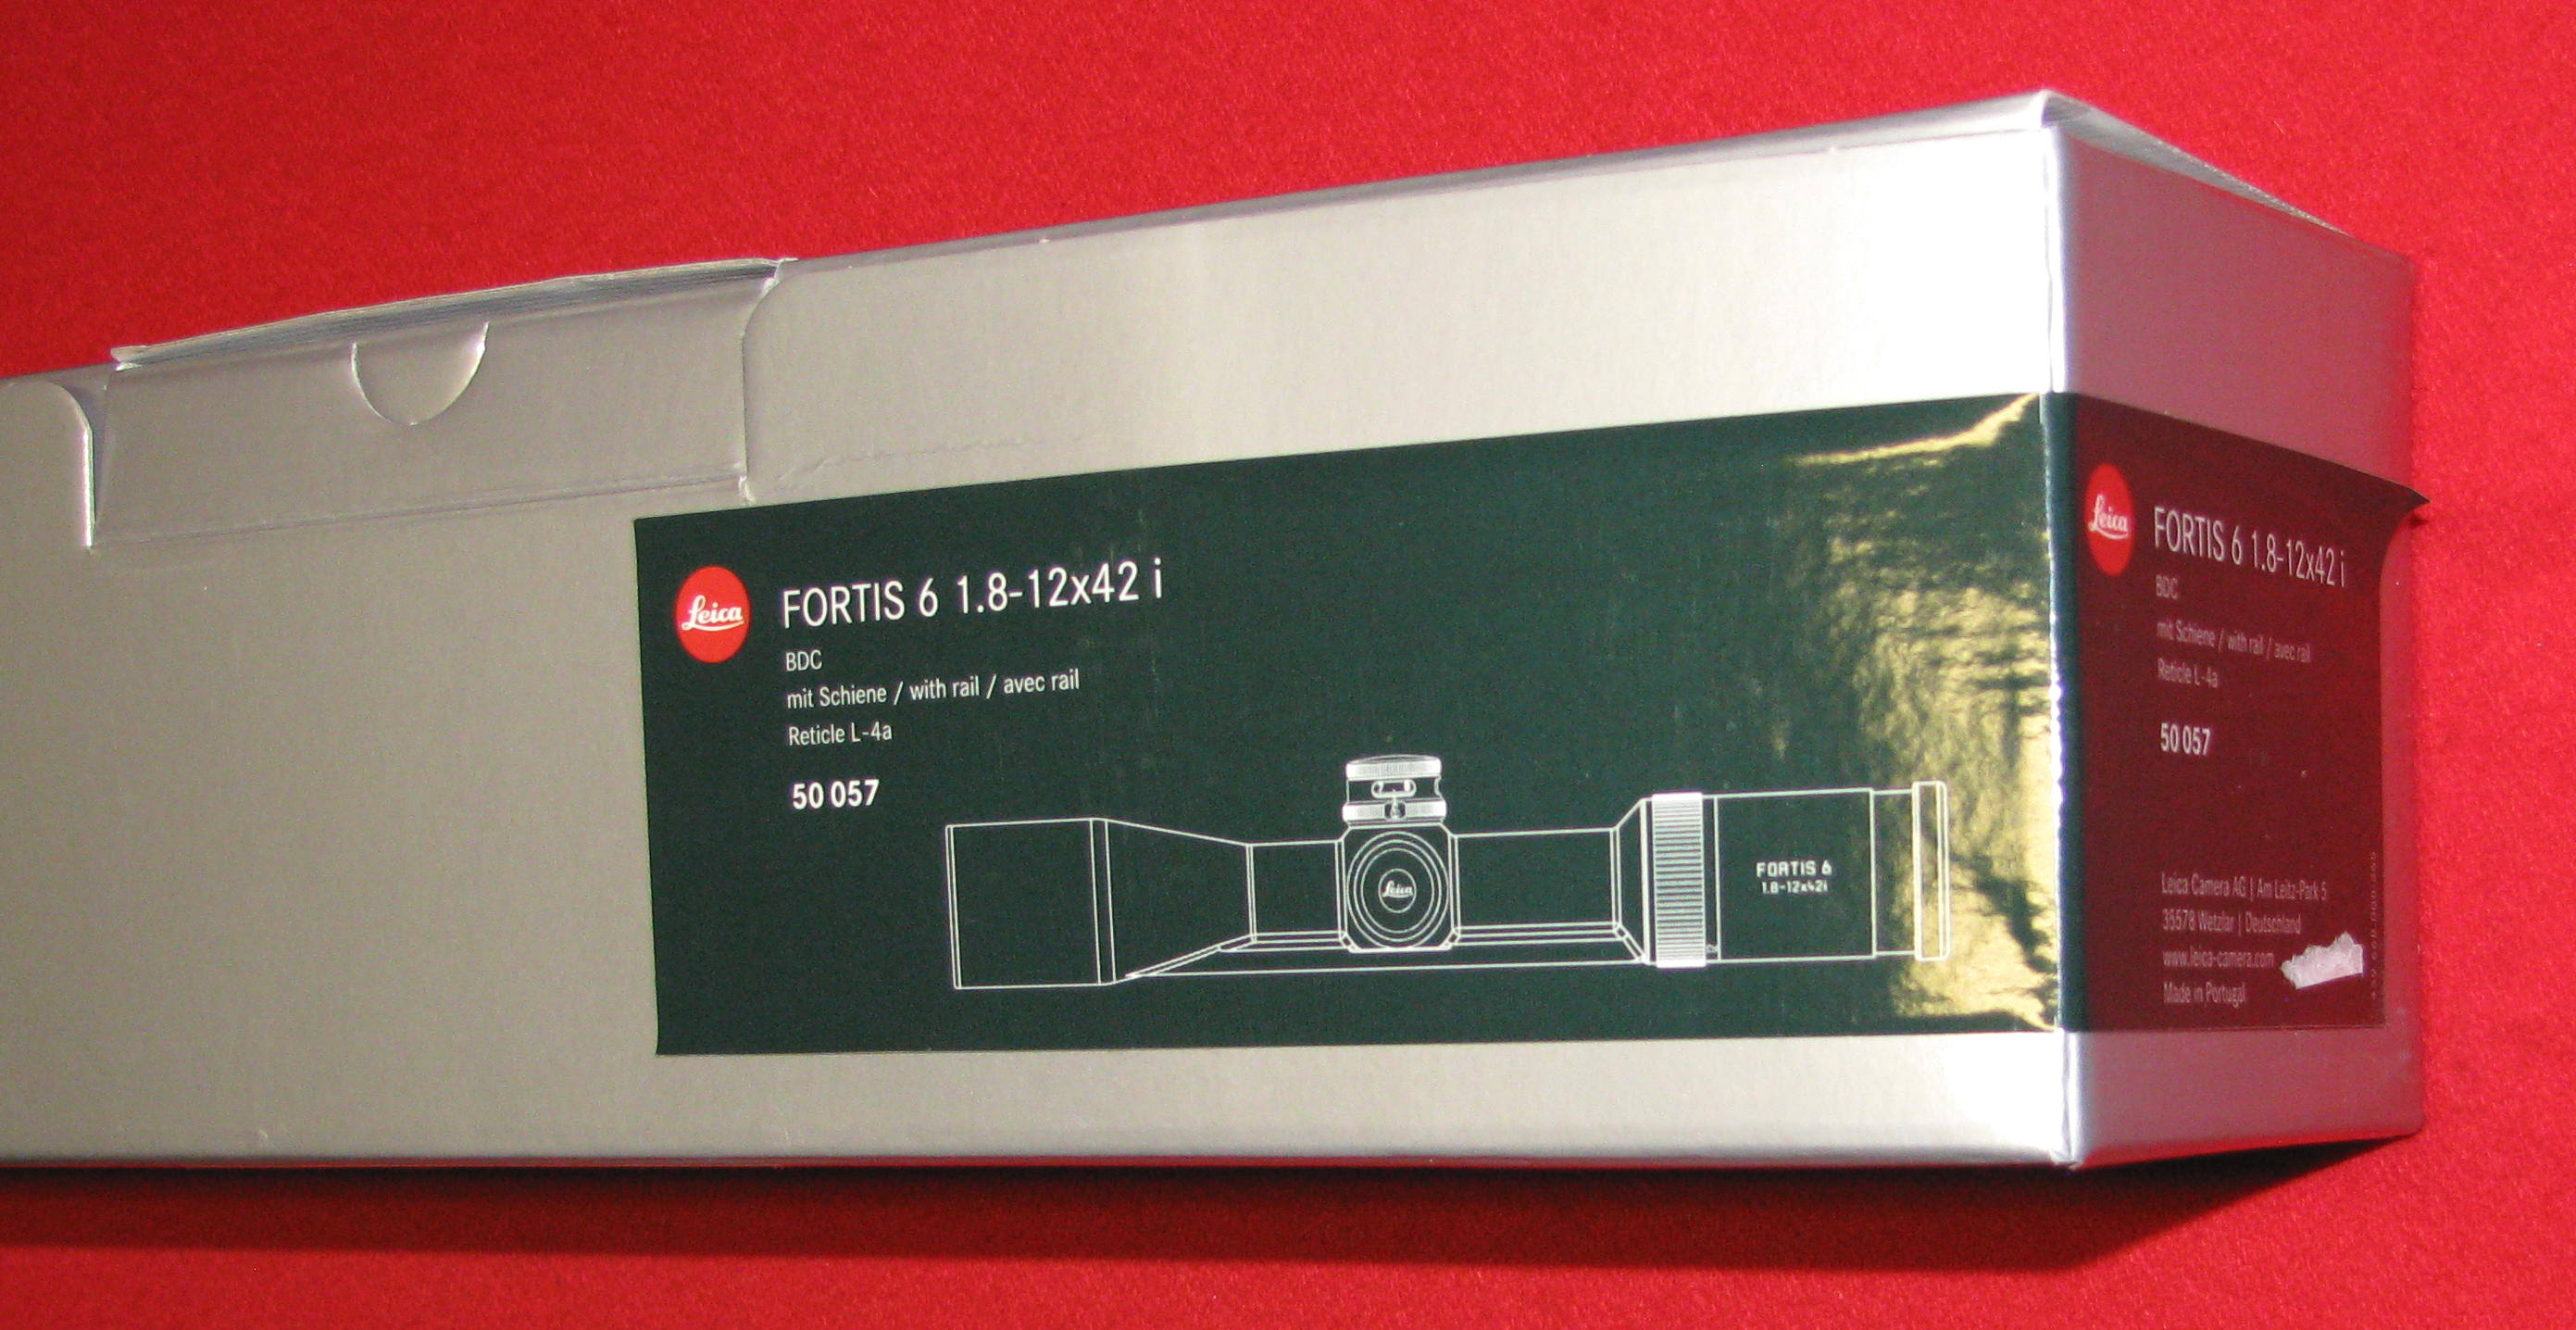 Leica
FORTIS 6 1.8-12x42 i
BDC
mit Schiene / with rail / avec rail
Reticle L-4a
50 057
Leica
FORTIS 6
1.8-12x42i
Leica
FORTIS 6 1.8-12x42 i
BDC
mit Schiene / with rail / avec rail
Reticle L-4a
50 057
Leica Camera AG | Am Leitz-Park 5
35578 Wetzlar | Deutschland
www.leica-camera.com
Made in Portugal